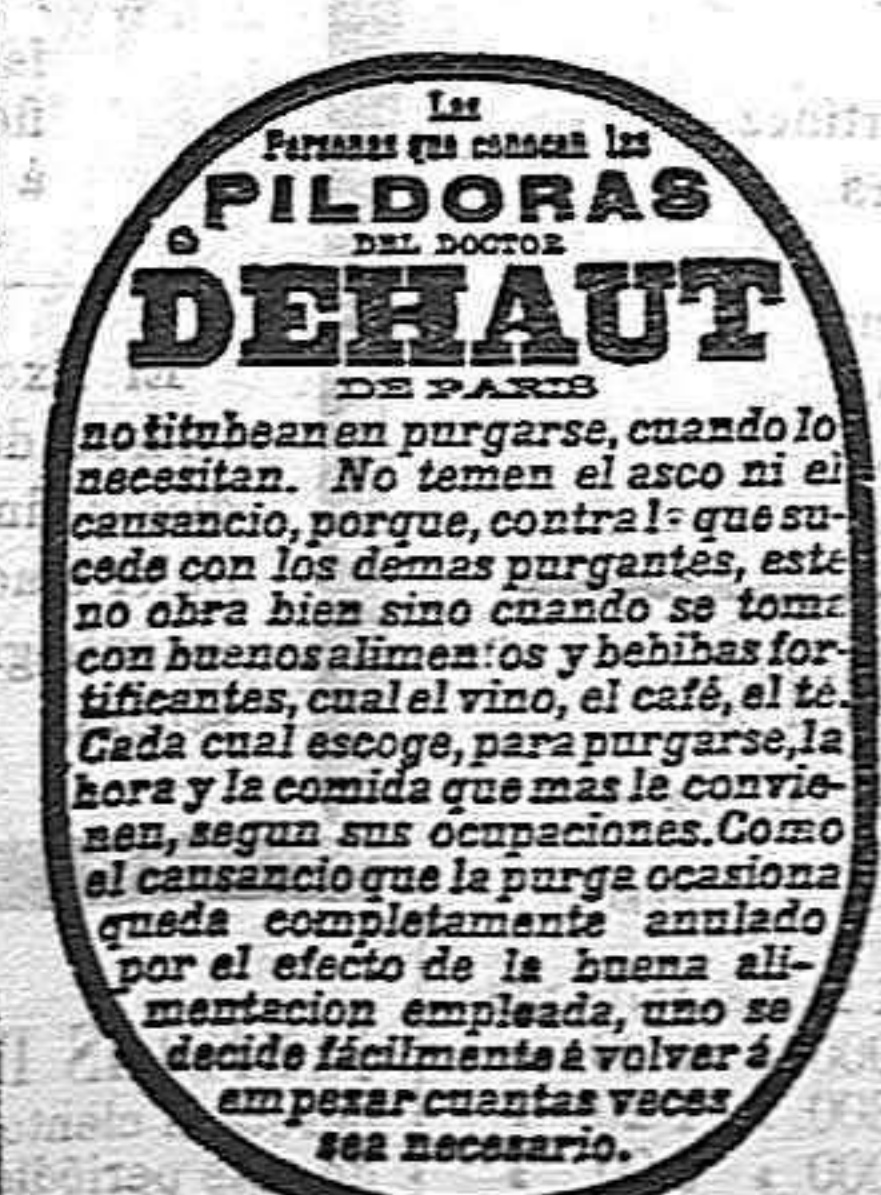 Las
Personas que conocen las
PILDORAS
DEL DOCTOR
DEHAUT
DE PARIS
no titubean en purgarse, cuando lo
necesitan. No temen el asco ni el
cansancio, porque, contra lo que su-
cede con los demas purgantes, este
no obra bien sino cuando se toma
con buenos alimentos y bebibas for-
tificantes, cual el vino, el café, el té.
Cada cual escoge, para purgarse, la
hora y la comida que mas le convie-
nen, segun sus ocupaciones. Como
el cansancio que la purga ocasiona
queda completamente anulado
por el efecto de la buena ali-
mentacion empleada, uno se
decide fácilmente á volver á
empezar cuantas veces
sea necesario.